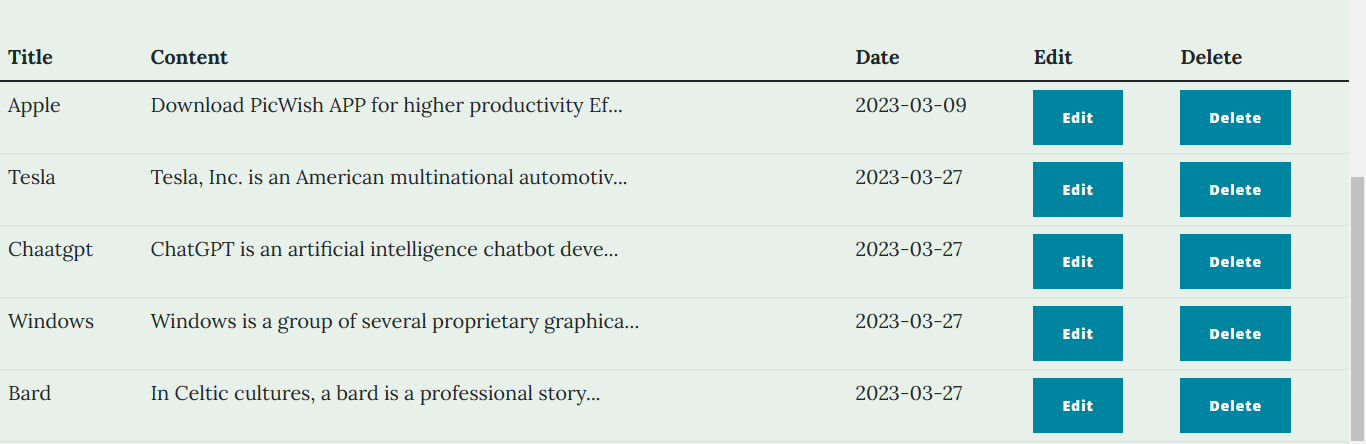 Title Content Date Edit Delete
Apple Download PicWish APP for higher productivity Ef... 2023-03-09 Edit Delete
Tesla Tesla, Inc. is an American multinational automotiv... 2023-03-27 Edit Delete
Chaatgpt ChatGPT is an artificial intelligence chatbot deve... 2023-03-27 Edit Delete
Windows Windows is a group of several proprietary graphica... 2023-03-27 Edit Delete
Bard In Celtic cultures, a bard is a professional story... 2023-03-27 Edit Delete